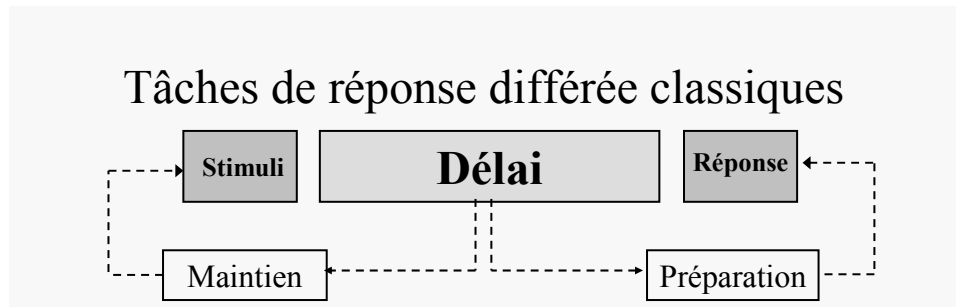 Tâches de réponse différée classiques
Stimuli
Délai
Réponse
Maintien
Préparation